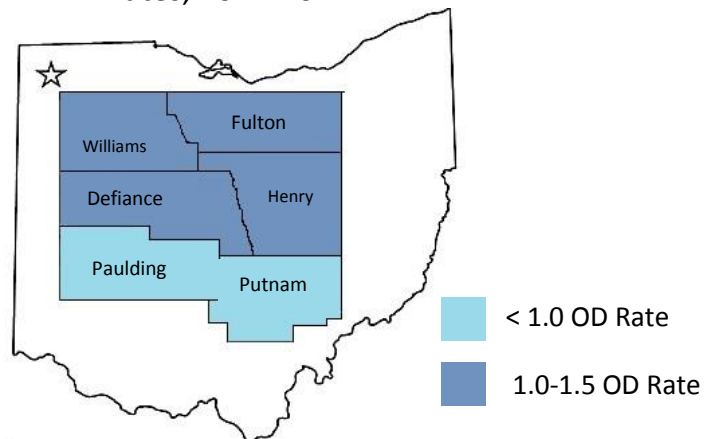 Fulton
Williams
Defiance
Henry
Paulding
Putnam
< 1.0 OD Rate
1.0-1.5 OD Rate